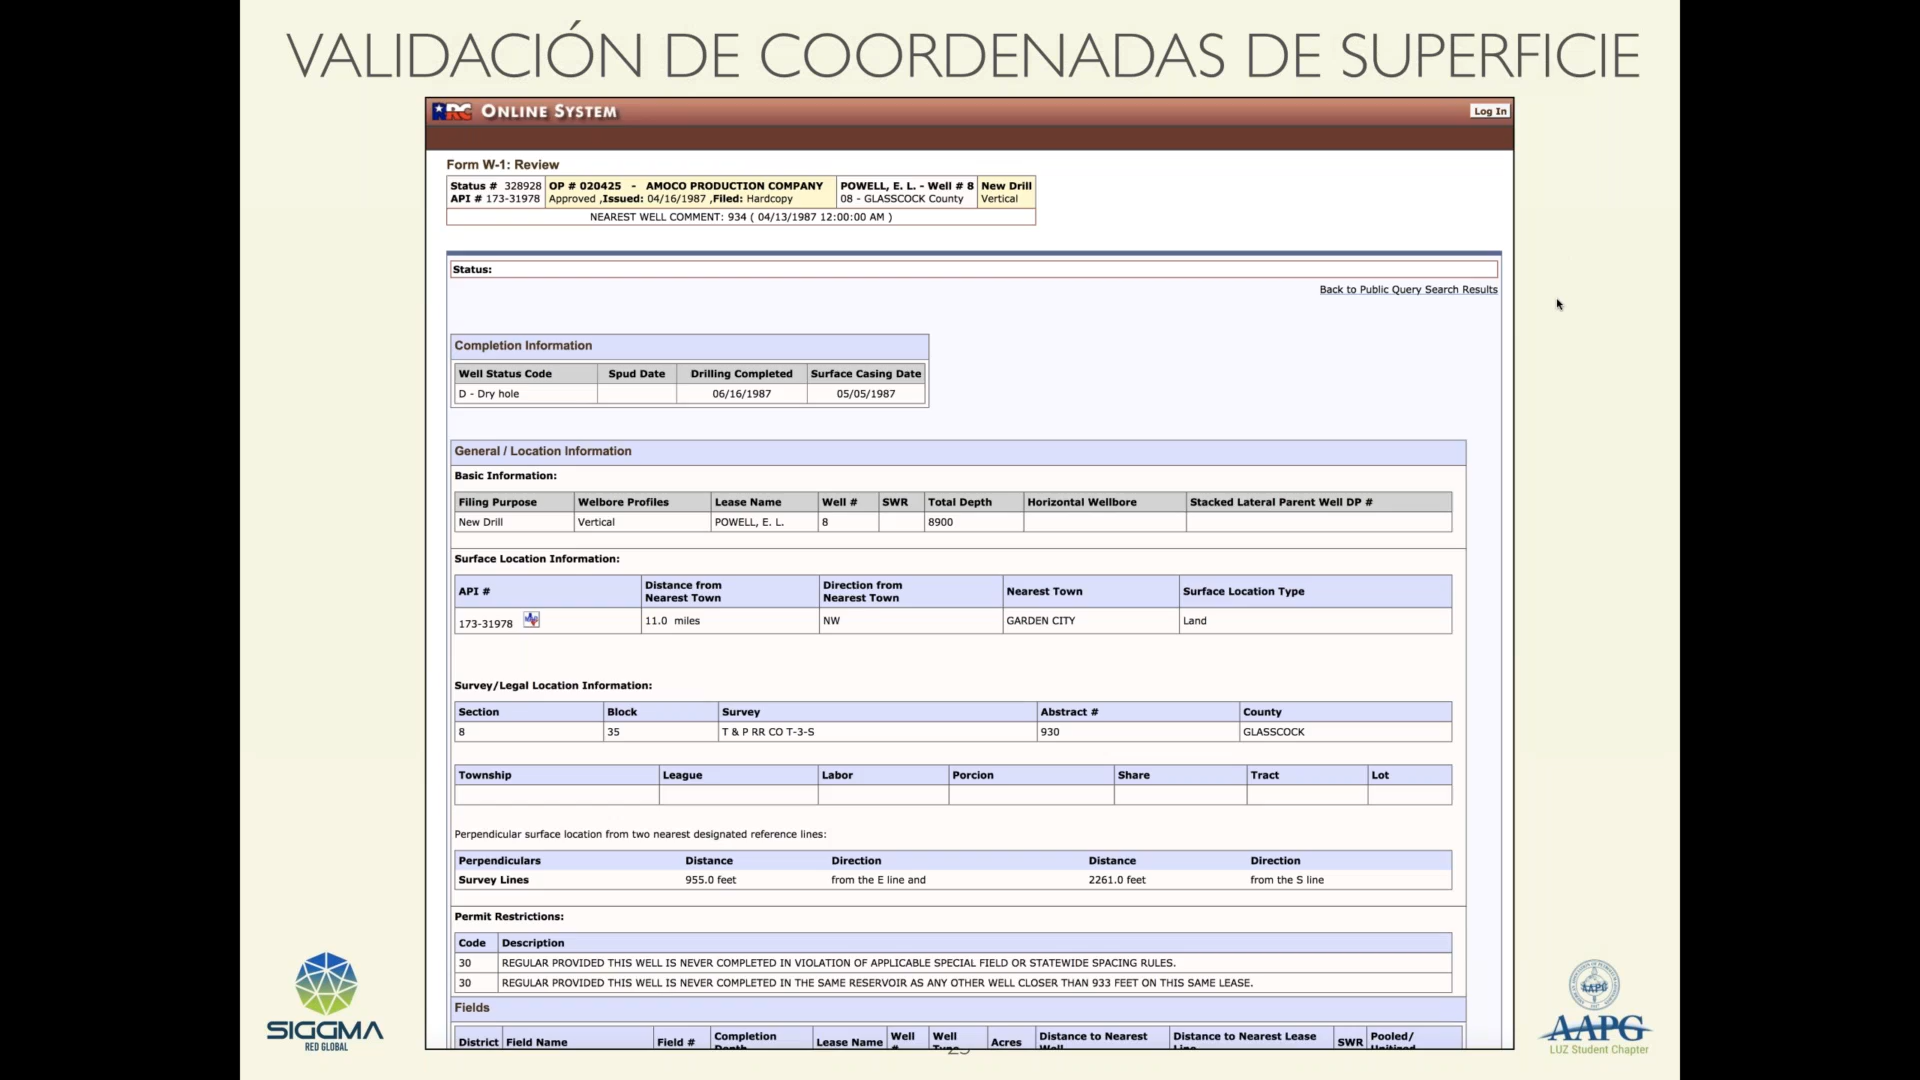 VALIDACIÓN DE COORDENADAS DE SUPERFICIE
RRC ONLINE SYSTEM
Log In
Form W-1: Review
Status # 328928 OP # 020425 - AMOCO PRODUCTION COMPANY POWELL, E. L. - Well # 8 New Drill
API # 173-31978 Approved ,Issued: 04/16/1987 ,Filed: Hardcopy 08 - GLASSCOCK County Vertical
NEAREST WELL COMMENT: 934 ( 04/13/1987 12:00:00 AM )
Status:
Back to Public Query Search Results
Completion Information
Well Status Code Spud Date Drilling Completed Surface Casing Date
D - Dry hole 06/16/1987 05/05/1987
General / Location Information
Basic Information:
Filing Purpose Welbore Profiles Lease Name Well # SWR Total Depth Horizontal Wellbore Stacked Lateral Parent Well DP #
New Drill Vertical POWELL, E. L. 8 8900
Surface Location Information:
API # Distance from Nearest Town Direction from Nearest Town Nearest Town Surface Location Type
173-31978 11.0 miles NW GARDEN CITY Land
Survey/Legal Location Information:
Section Block Survey Abstract # County
8 35 T & P RR CO T-3-S 930 GLASSCOCK
Township League Labor Porcion Share Tract Lot
Perpendicular surface location from two nearest designated reference lines:
Perpendiculars Distance Direction Distance Direction
Survey Lines 955.0 feet from the E line and 2261.0 feet from the S line
Permit Restrictions:
Code Description
30 REGULAR PROVIDED THIS WELL IS NEVER COMPLETED IN VIOLATION OF APPLICABLE SPECIAL FIELD OR STATEWIDE SPACING RULES.
30 REGULAR PROVIDED THIS WELL IS NEVER COMPLETED IN THE SAME RESERVOIR AS ANY OTHER WELL CLOSER THAN 933 FEET ON THIS SAME LEASE.
Fields
District Field Name Field # Completion Lease Name Well Well Acres Distance to Nearest Distance to Nearest Lease SWR Pooled/
SIGGMA
RED GLOBAL
AAPG
AAPG
LUZ Student Chapter